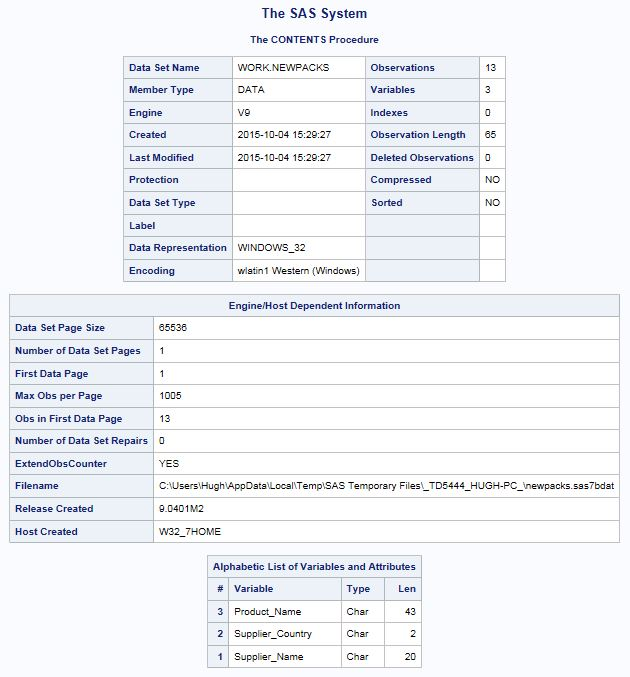 The SAS System
The CONTENTS Procedure
Data Set Name WORK.NEWPACKS Observations 13
Member Type DATA Variables 3
Engine V9 Indexes 0
Created 2015-10-04 15:29:27 Observation Length 65
Last Modified 2015-10-04 15:29:27 Deleted Observations 0
Protection Compressed NO
Data Set Type Sorted NO
Label
Data Representation WINDOWS_32
Encoding wlatin1 Western (Windows)
Engine/Host Dependent Information
Data Set Page Size 65536
Number of Data Set Pages 1
First Data Page 1
Max Obs per Page 1005
Obs in First Data Page 13
Number of Data Set Repairs 0
ExtendObsCounter YES
Filename C:\Users\Hugh\AppData\Local\Temp\SAS Temporary Files\_TD5444_HUGH-PC_\newpacks.sas7bdat
Release Created 9.0401M2
Host Created W32_7HOME
Alphabetic List of Variables and Attributes
# Variable Type Len
3 Product_Name Char 43
2 Supplier_Country Char 2
1 Supplier_Name Char 20